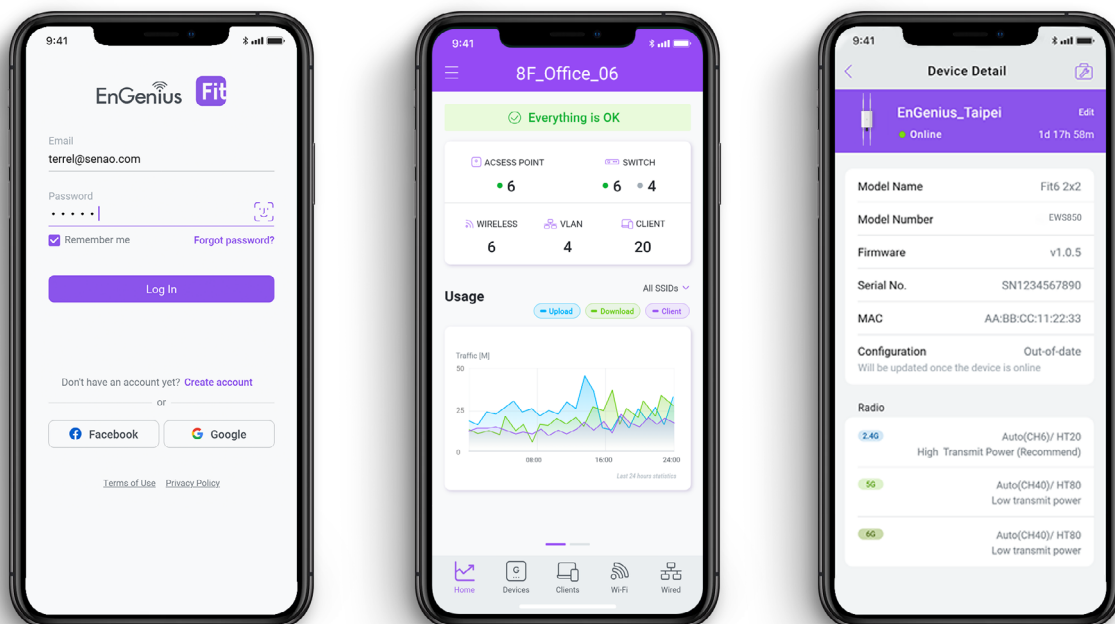 9:41
EnGenius Fit
Email
terrel@senao.com
Password
Remember me
Forgot password?
Log In
Don't have an account yet? Create account
or
Facebook
Google
Terms of Use
Privacy Policy
9:41
8F_Office_06
Everything is OK
ACSESS POINT
SWITCH
6
6
4
WIRELESS
VLAN
CLIENT
6
4
20
Usage
All SSIDs
Upload
Download
Client
Traffic [M]
50
25
0
08:00
16:00
24:00
Last 24 hours statistics
Home
Devices
Clients
Wi-Fi
Wired
9:41
Device Detail
EnGenius_Taipei
Edit
Online
1d 17h 58m
Model Name
Fit6 2x2
Model Number
EWS850
Firmware
v1.0.5
Serial No.
SN1234567890
MAC
AA:BB:CC:11:22:33
Configuration
Out-of-date
Will be updated once the device is online
Radio
2.4G
Auto(CH6)/ HT20
High Transmit Power (Recommend)
5G
Auto(CH40)/ HT80
Low transmit power
6G
Auto(CH40)/ HT80
Low transmit power